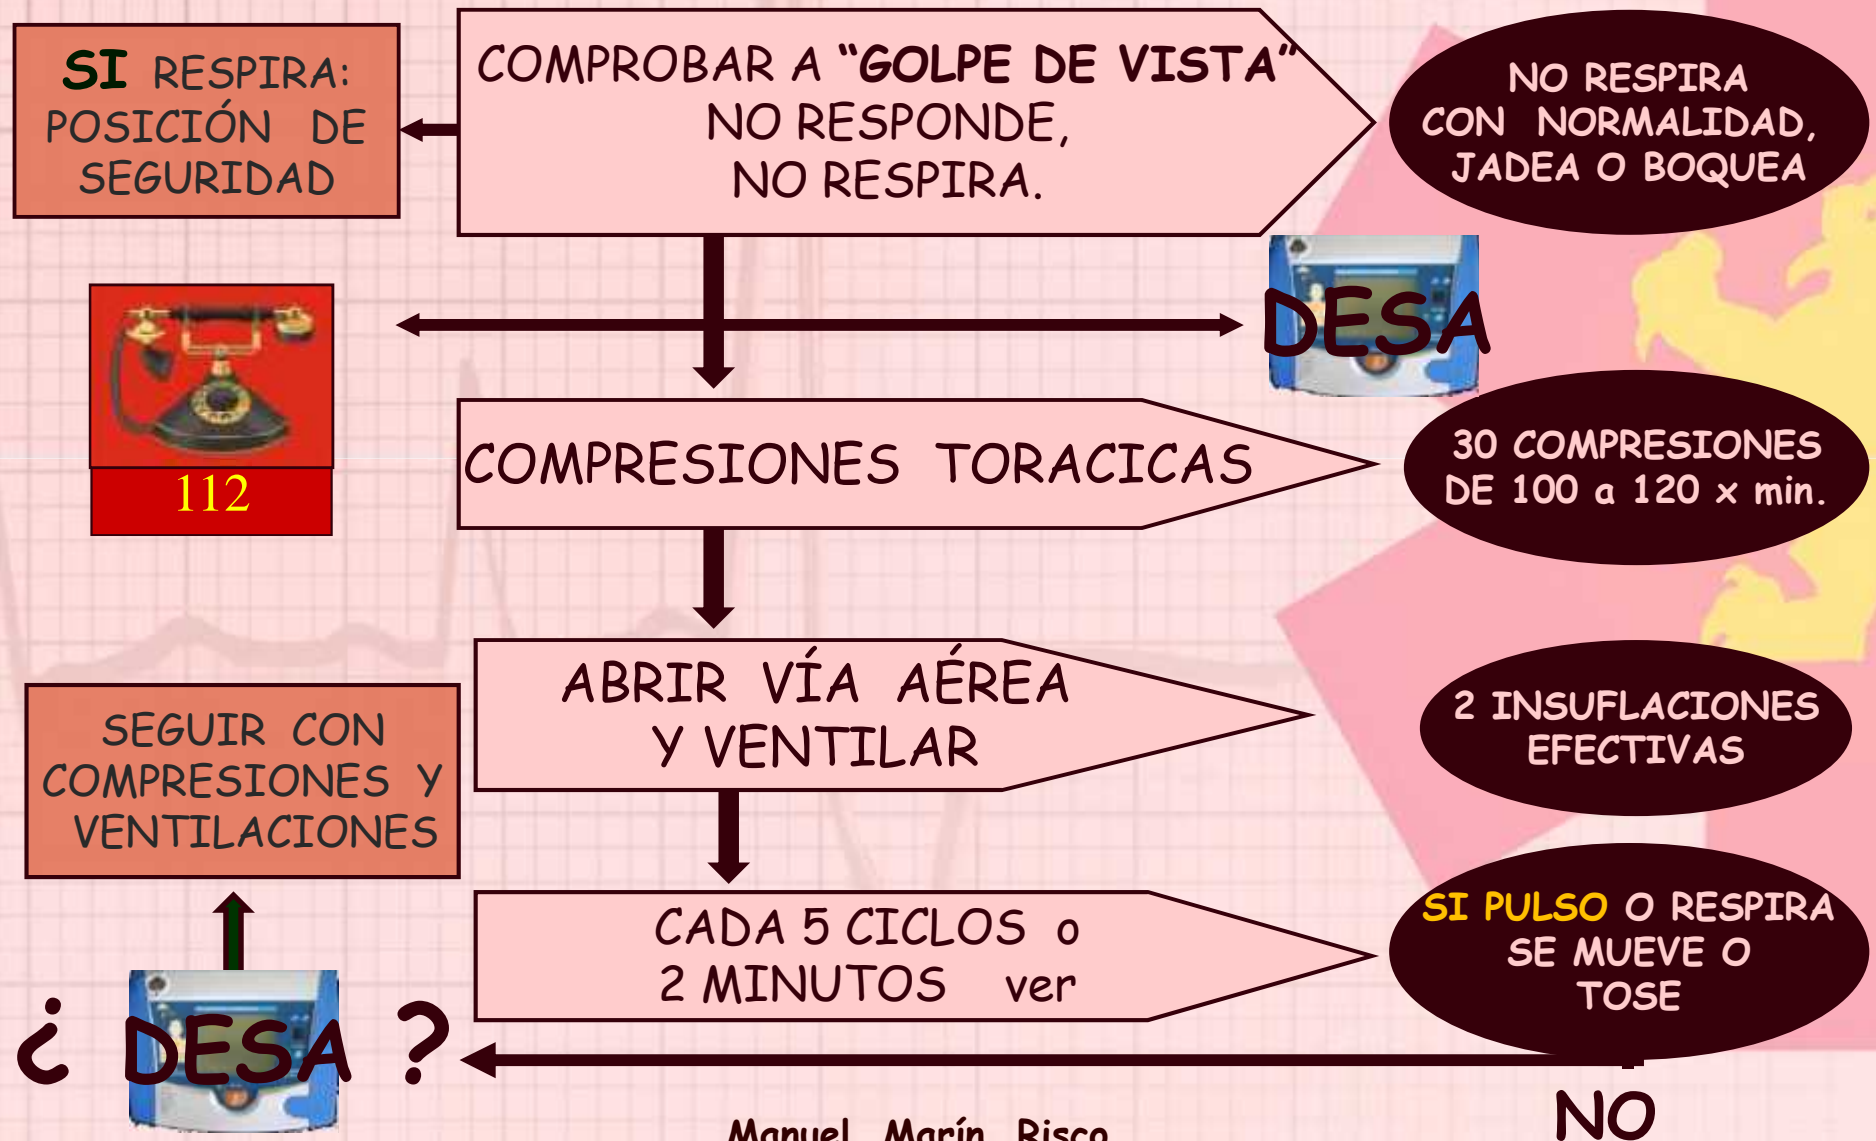 SI RESPIRA:
POSICIÓN DE
SEGURIDAD
COMPROBAR A “GOLPE DE VISTA”
NO RESPONDE,
NO RESPIRA.
NO RESPIRA
CON NORMALIDAD,
JADEA O BOQUEA
112
DESA
COMPRESIONES TORACICAS
30 COMPRESIONES
DE 100 a 120 x min.
ABRIR VÍA AÉREA
Y VENTILAR
2 INSUFLACIONES
EFECTIVAS
SEGUIR CON
COMPRESIONES Y
VENTILACIONES
CADA 5 CICLOS o
2 MINUTOS ver
SI PULSO O RESPIRA
SE MUEVE O
TOSE
¿ DESA ?
NO
Manuel Marín Risco